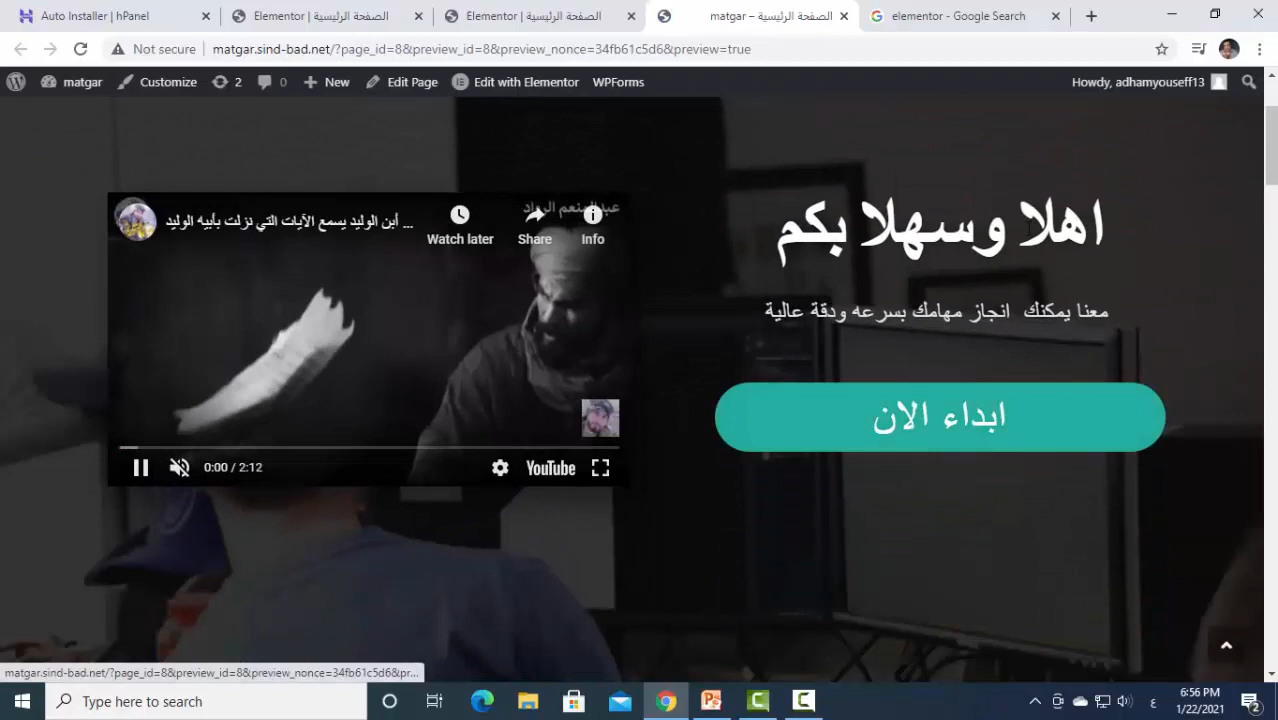 Auto Installer | hPanel
Elementor | الصفحة الرئيسية
Elementor | الصفحة الرئيسية
matgar – الصفحة الرئيسية
elementor - Google Search
Not secure
matgar.sind-bad.net/?page_id=8&preview_id=8&preview_nonce=34fb61c5d6&preview=true
matgar
Customize
2
0
New
Edit Page
Edit with Elementor
WPForms
Howdy, adhamyouseff13
أبن الوليد يسمع الآيات التي نزلت بأبيه الوليد ...
عبدالمنعم
Watch later
Share
Info
اهلا وسهلا بكم
معنا يمكنك انجاز مهامك بسرعه ودقة عالية
ابداء الان
0:00 / 2:12
YouTube
matgar.sind-bad.net/?page_id=8&preview_id=8&preview_nonce=34fb61c5d6&pr...
Type here to search
ع
6:56 PM
1/22/2021
2